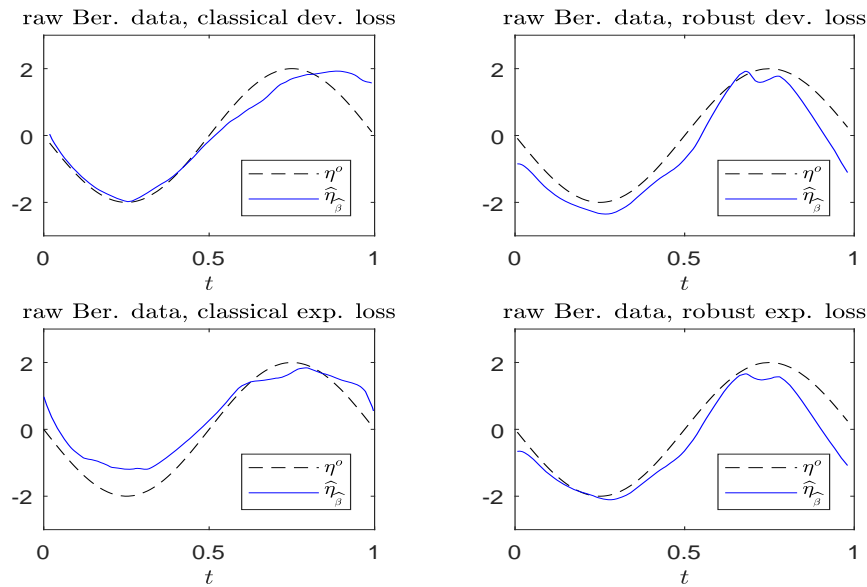 raw Ber. data, classical dev. loss
2
0
-2
η^o
η̂_β̂
0 0.5 1
t
raw Ber. data, robust dev. loss
2
0
-2
η^o
η̂_β̂
0 0.5 1
t
raw Ber. data, classical exp. loss
2
0
-2
η^o
η̂_β̂
0 0.5 1
t
raw Ber. data, robust exp. loss
2
0
-2
η^o
η̂_β̂
0 0.5 1
t